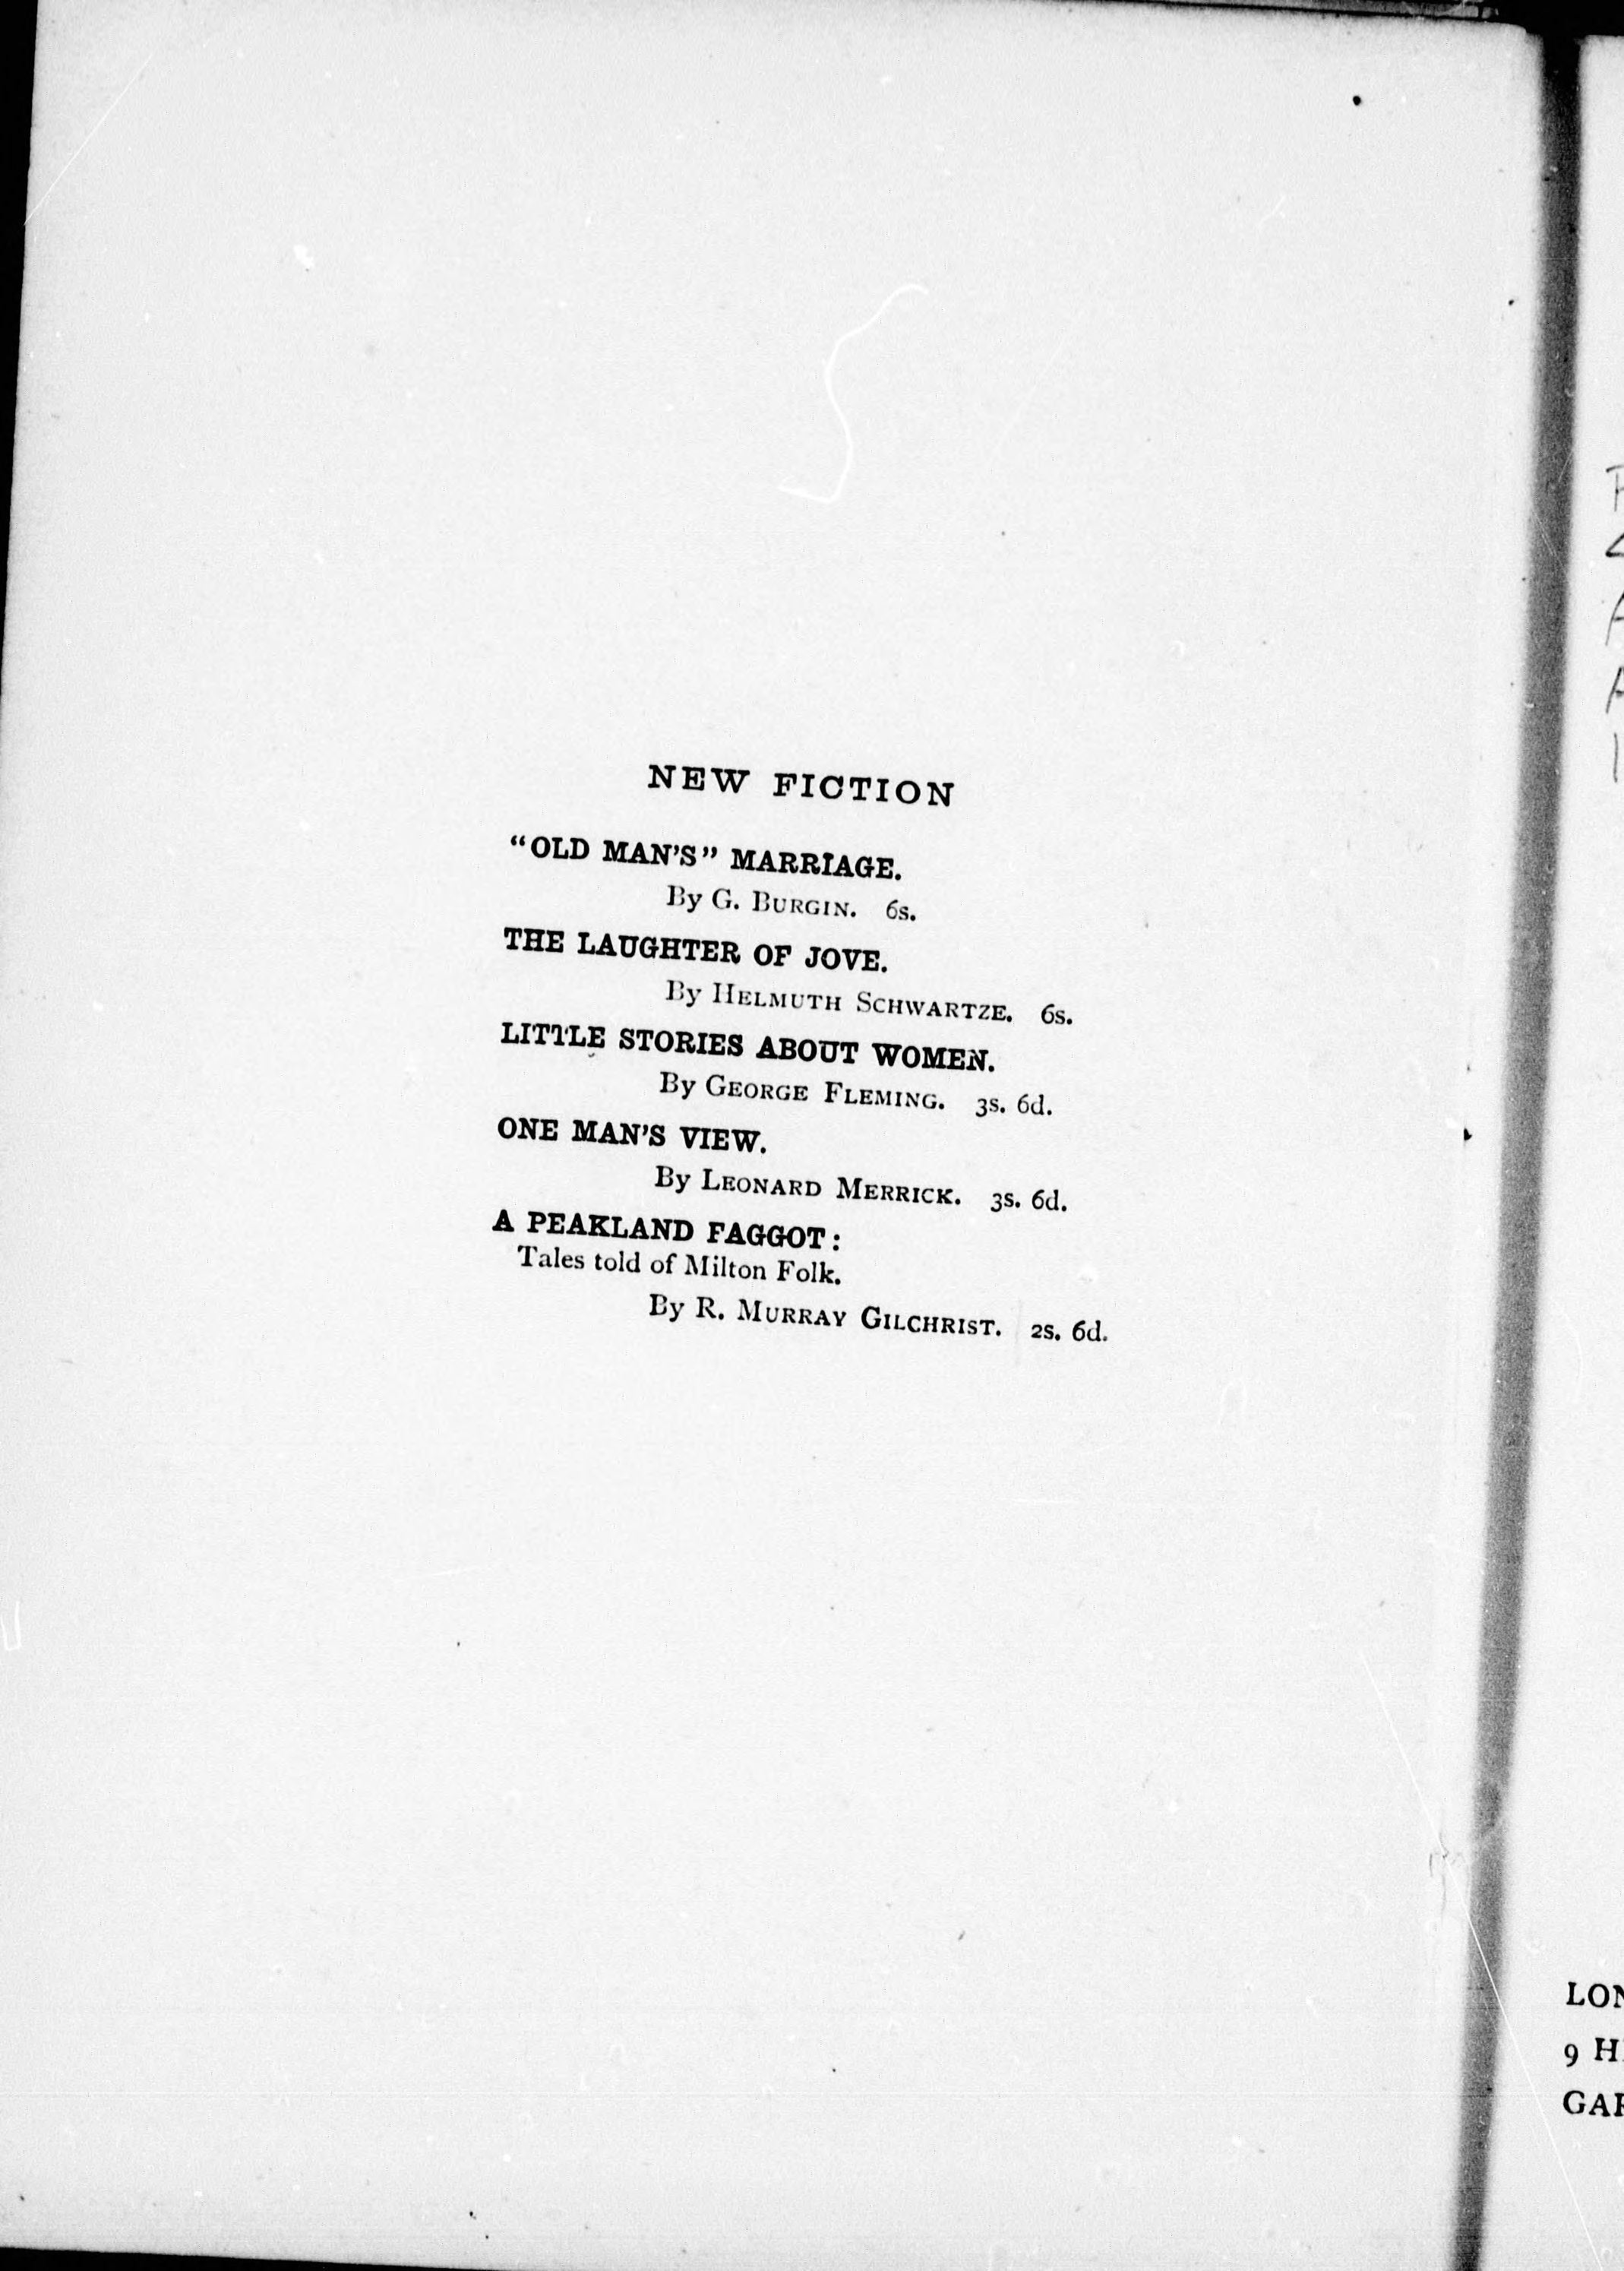 NEW FICTION
“OLD MAN'S” MARRIAGE.
By G. BURGIN. 6s.
THE LAUGHTER OF JOVE.
By HELMUTH SCHWARTZE. 6s.
LITTLE STORIES ABOUT WOMEN.
By GEORGE FLEMING. 3s. 6d.
ONE MAN'S VIEW.
By LEONARD MERRICK. 3s. 6d.
A PEAKLAND FAGGOT:
Tales told of Milton Folk.
By R. MURRAY GILCHRIST. 2s. 6d.
9